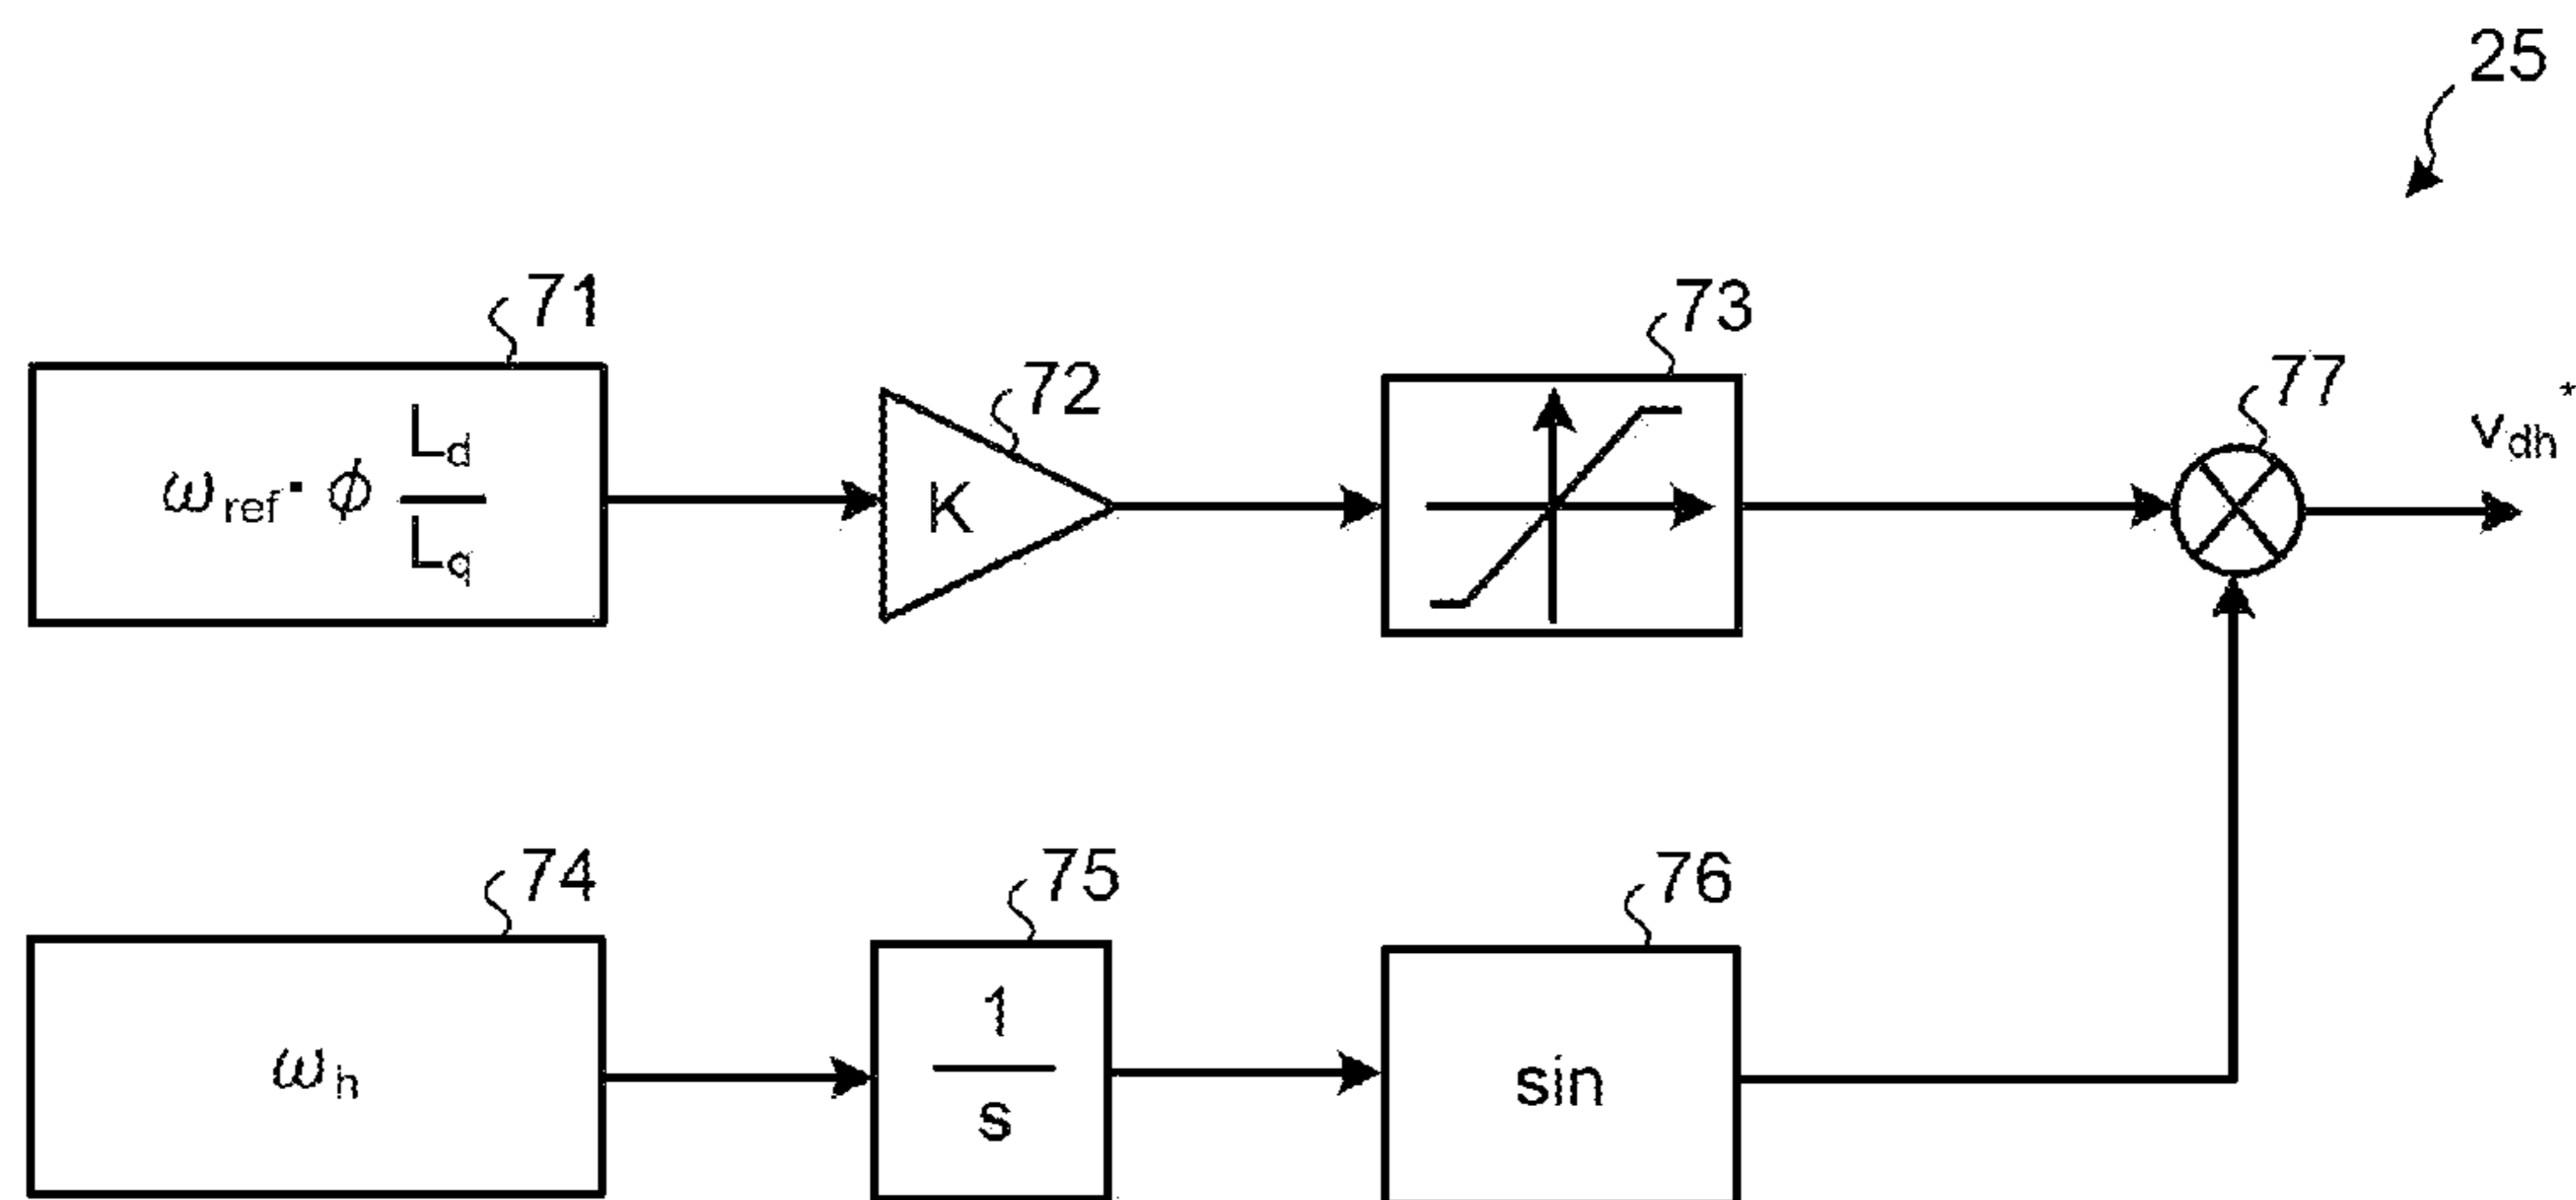 25
71
ω_ref · ϕ L_d / L_q
72
K
73
77
v_dh*
74
ω_h
75
1
s
76
sin